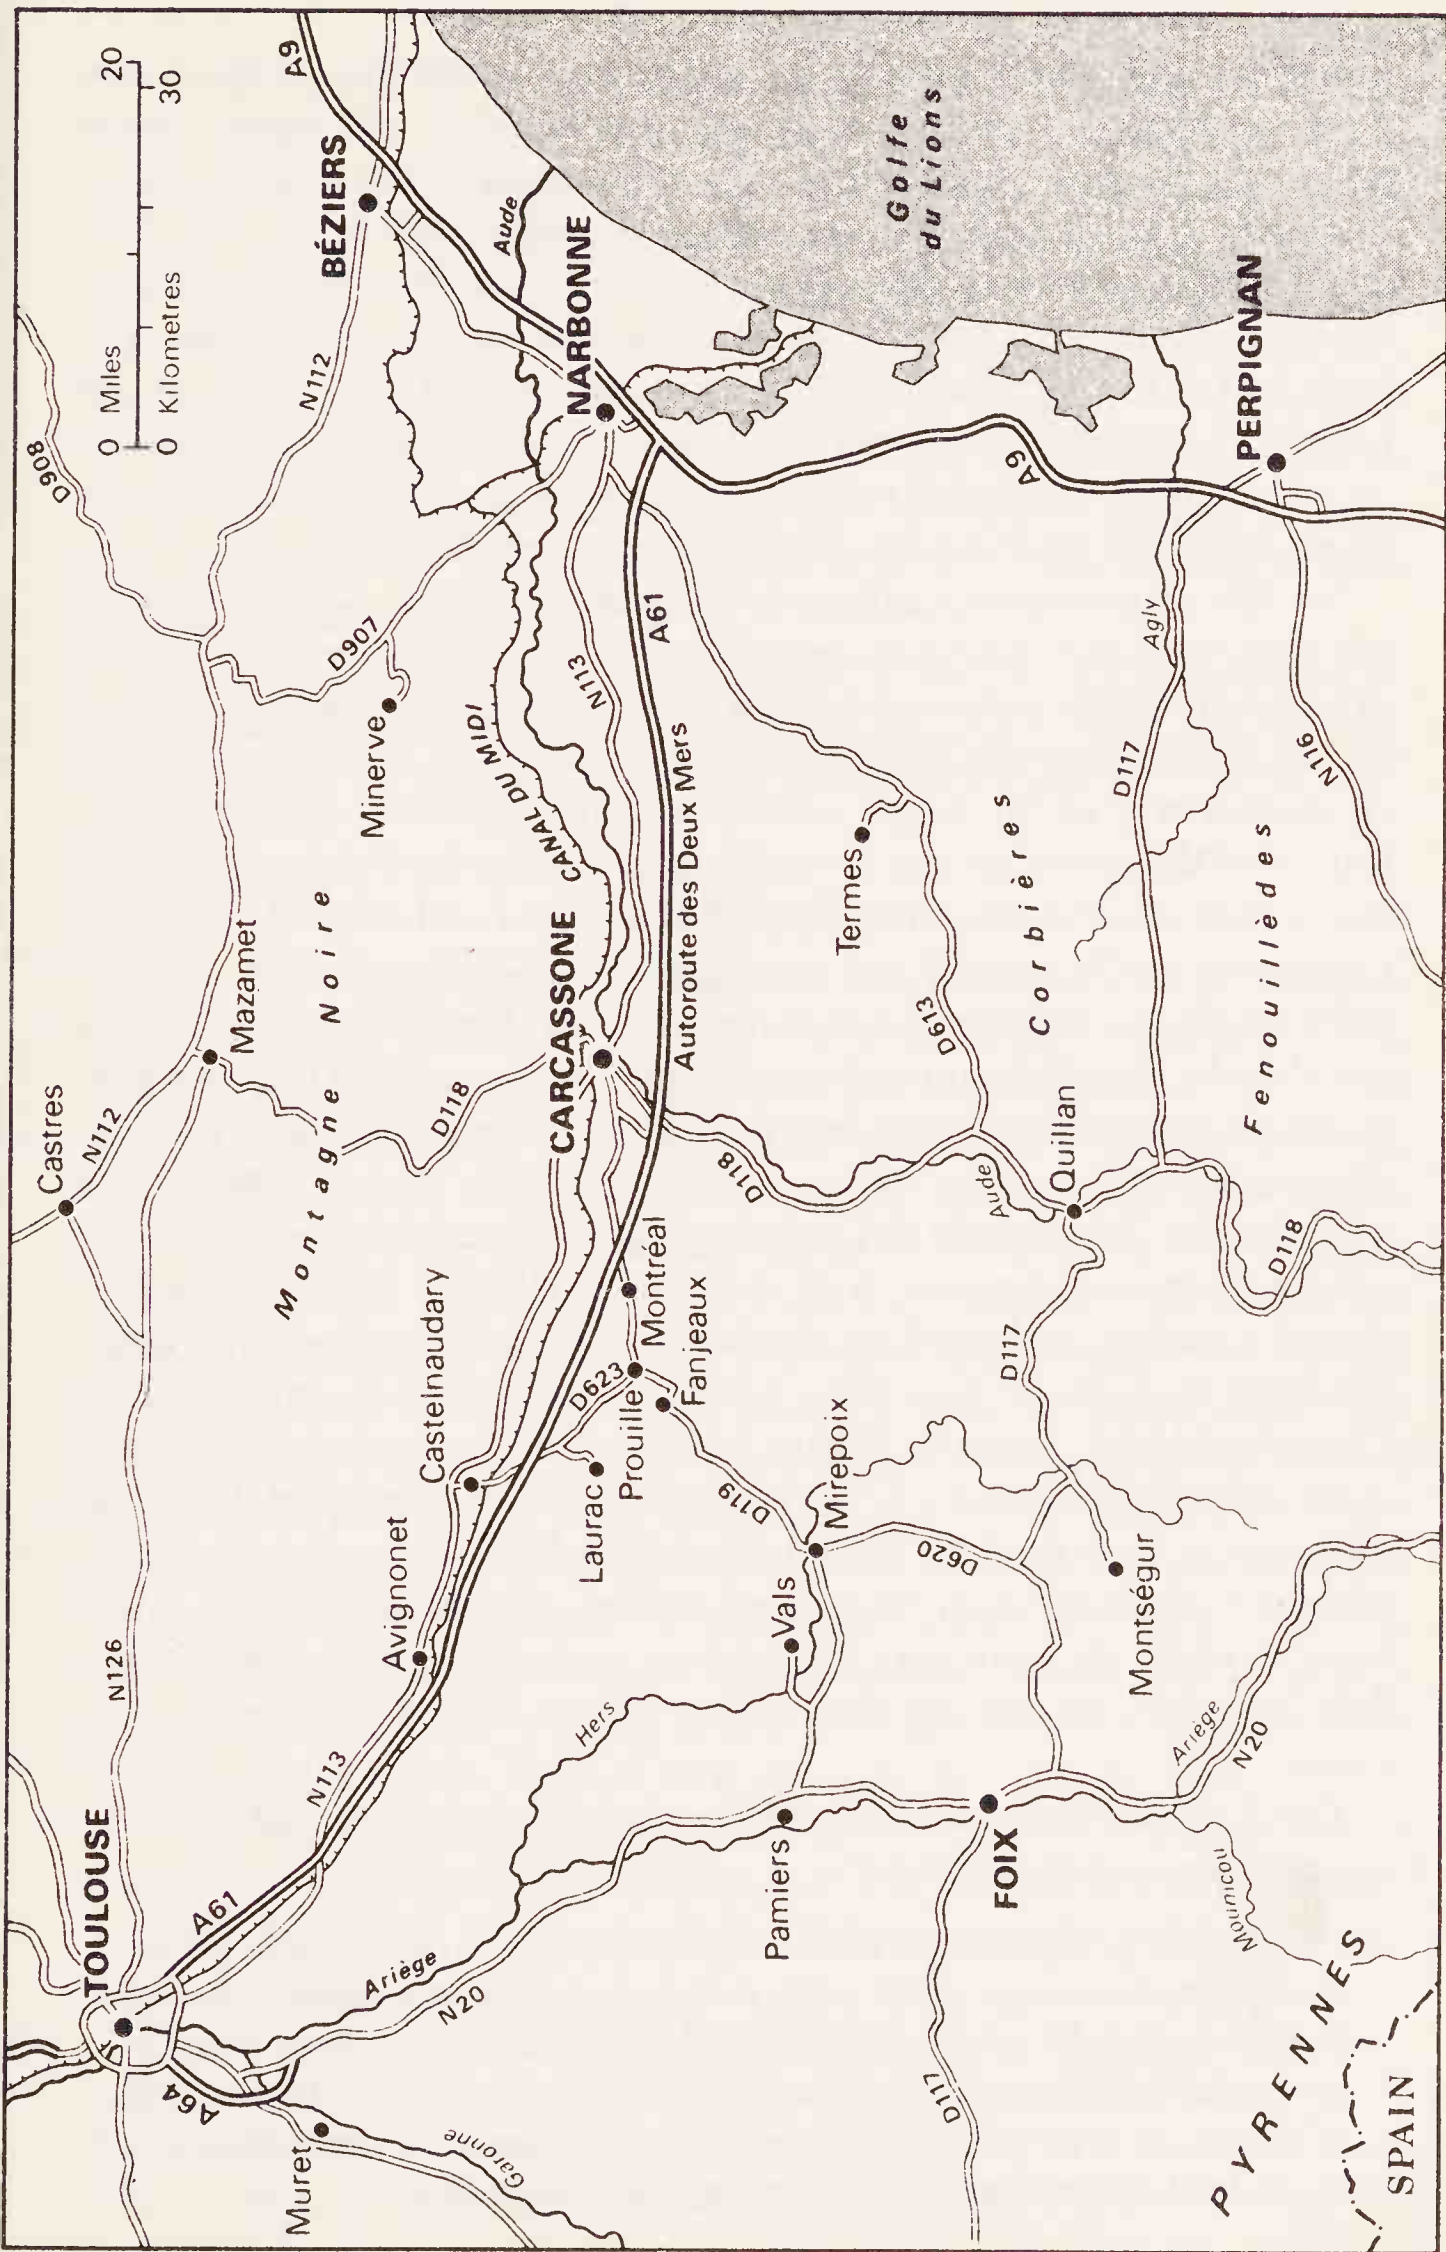 0 Miles 20
0 Kilometres 30
TOULOUSE
A61
A64
Muret
Garonne
Ariège
N20
N113
N126
Castres
N112
Mazamet
D118
Montagne Noire
D908
N112
BÉZIERS
A9
Aude
NARBONNE
D907
Minerve
CANAL DU MIDI
N113
A61
Autoroute des Deux Mers
CARCASSONNE
Avignonet
Castelnaudary
Laurac
D623
Prouille
Montréal
Fanjeaux
D119
Hers
Vals
Mirepoix
D620
Pamiers
FOIX
D117
Montségur
D117
Ariège
N20
Moumicou
PYRENNES
SPAIN
D118
Aude
Quillan
D118
D613
Termes
Corbières
Fenouillèdes
D117
Agly
N116
A9
PERPIGNAN
Golfe
du Lions